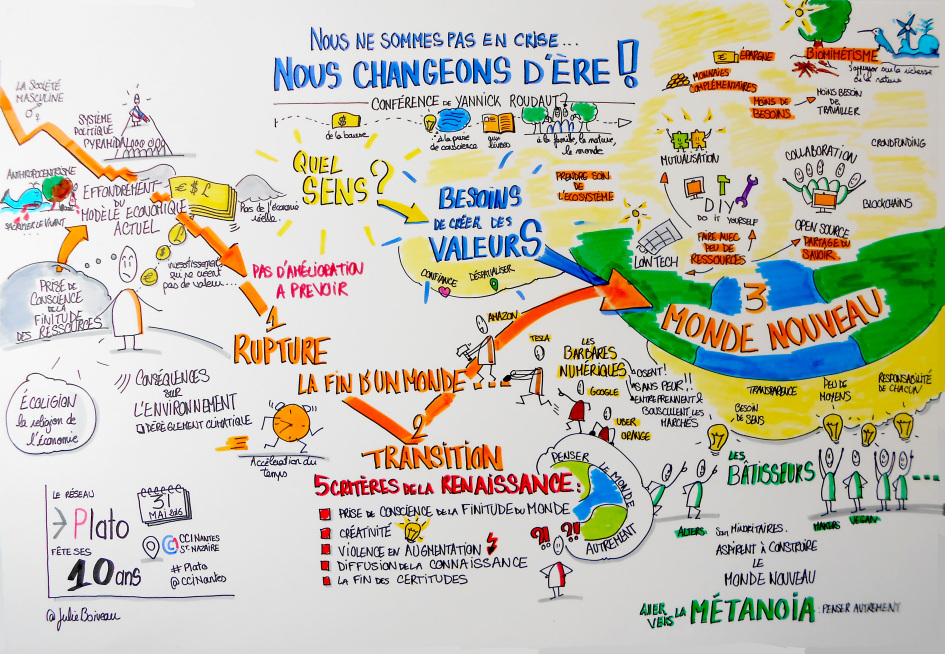 NOUS NE SOMMES PAS EN CRISE...
NOUS CHANGEONS D'ÈRE !
CONFÉRENCE DE YANNICK ROUDAUT
de la bourse
à la prise
de conscience
aux livres
à la famille, la nature,
le monde
LA SOCIÉTÉ
MASCULINE
SYSTÈME
POLITIQUE
PYRAMIDAL
ANTHROPOCENTRISME
SACRIFIER LE VIVANT
EFFONDREMENT
DU
MODÈLE ÉCONOMIQUE
ACTUEL
€ $ £
Pas de l'économie
réelle
investissement
qui ne créent
pas de valeur...
PRISE DE
CONSCIENCE
DE LA
FINITUDE
DES RESSOURCES
PAS D'AMÉLIORATION
A PREVOIR
QUEL
SENS ?
BESOINS
DE CRÉER DES
VALEURS
CONFIANCE
DÉSPATIALISER
1
RUPTURE
LA FIN D'UN MONDE...
2
TRANSITION
CONSÉQUENCES
SUR
L'ENVIRONNEMENT
DÉRÈGLEMENT CLIMATIQUE
Accélération du
temps
ÉCOLIGION
la religion de
l'économie
5 CRITÈRES DE LA RENAISSANCE :
PRISE DE CONSCIENCE DE LA FINITUDE DU MONDE
CRÉATIVITÉ
VIOLENCE EN AUGMENTATION
DIFFUSION DE LA CONNAISSANCE
LA FIN DES CERTITUDES
?! ?!
PENSER
LE MONDE
AUTREMENT
AMAZON
TESLA
LES
BARBARES
NUMÉRIQUES
GOOGLE
UBER
ORANGE
OSENT !
SANS PEUR !!
ENTREPRENNENT &
BOUSCULENT LES
MARCHÉS
PRENDRE SOIN
DE
L'ÉCOSYSTÈME
ÉPARGNE
MONNAIES
COMPLÉMENTAIRES
MOINS DE
BESOINS
MOINS BESOIN
DE
TRAVAILLER
BIOMIMÉTISME
s'appuyer sur la richesse
de la nature
MUTUALISATION
DIY
DO IT YOURSELF
LOW TECH
FAIRE AVEC
PEU DE
RESSOURCES
COLLABORATION
CROWDFUNDING
BLOCKCHAINS
OPEN SOURCE
PARTAGE DU
SAVOIR.
3
MONDE NOUVEAU
TRANSPARENCE
BESOIN
DE SENS
PEU DE
MOYENS
RESPONSABILITÉ
DE CHACUN
LES
BÂTISSEURS
ALTERS
MAKERS
VEGAN
Son MINORITAIRES.
ASPIRENT À CONSTRUIRE
LE
MONDE NOUVEAU
ALLER
VERS LA
MÉTANOIA
: PENSER AUTREMENT
LE RÉSEAU
Plato
FÊTE SES
10 ans
31
MAI 2016
CCI NANTES
ST NAZAIRE
# Plato
@CCINantes
@JulieBoiveau